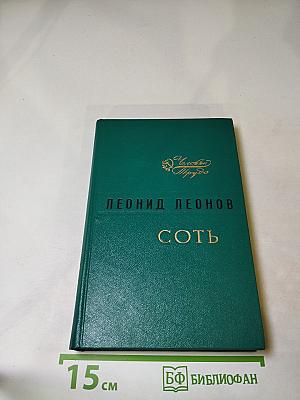 Человек
Труда
ЛЕОНИД ЛЕОНОВ
СОТЬ
15 см
БФ БИБЛИОФАН